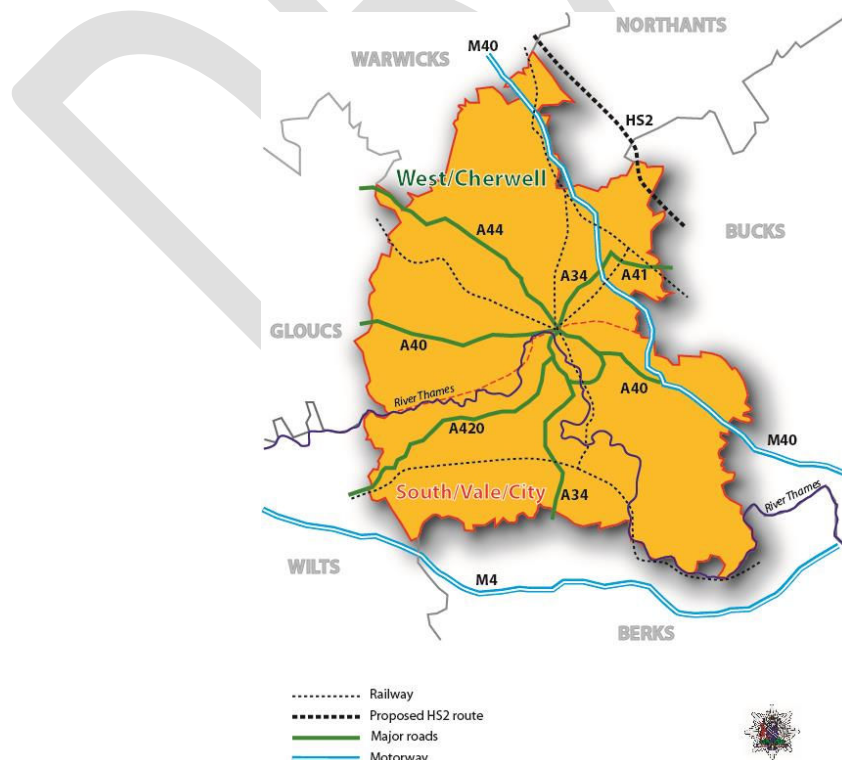 NORTHANTS
M40
WARWICKS
HS2
West/Cherwell
BUCKS
A44
A34
A41
GLOUCS
A40
A40
River Thames
A420
M40
South/Vale/City
A34
River Thames
WILTS
M4
BERKS
Railway
Proposed HS2 route
Major roads
Motorway